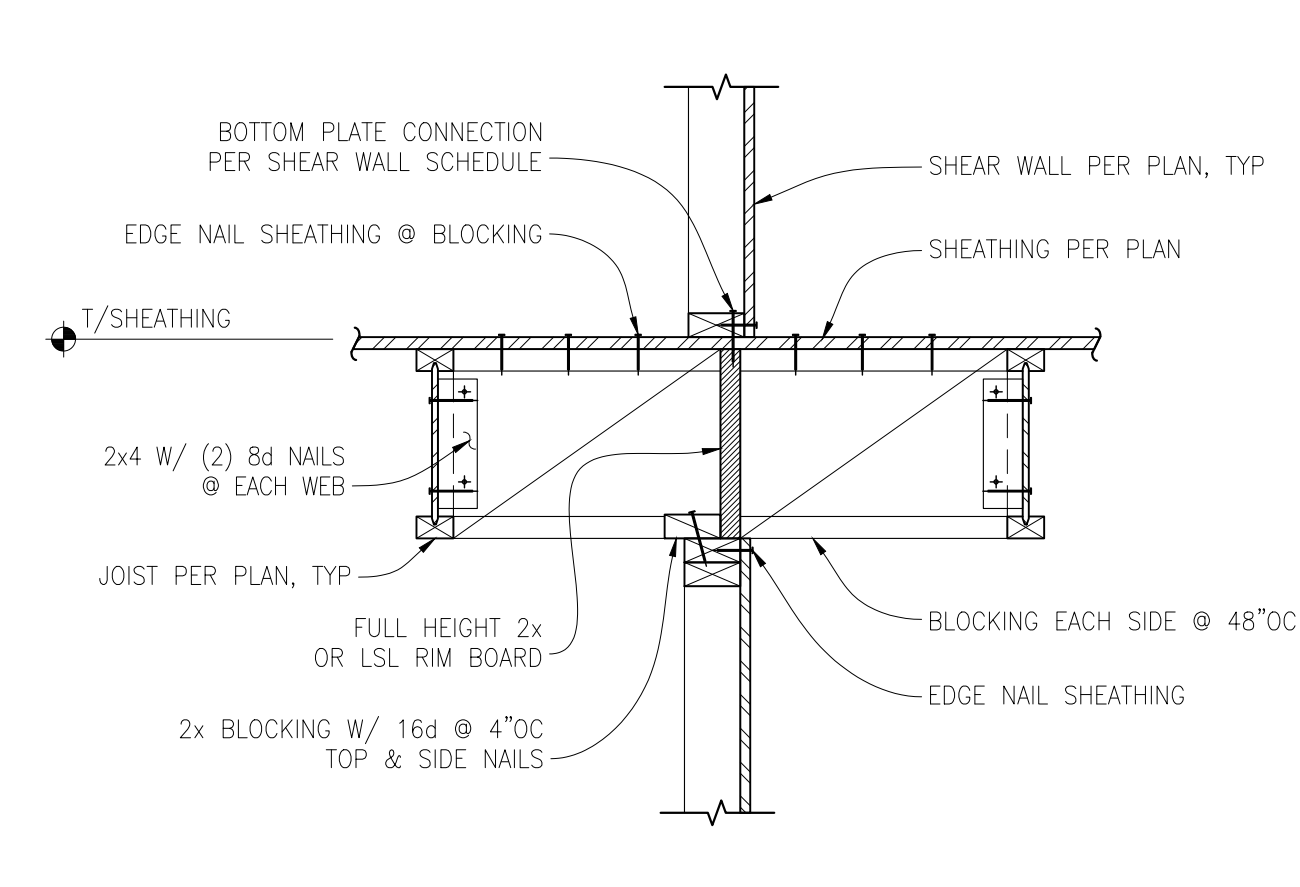 BOTTOM PLATE CONNECTION
PER SHEAR WALL SCHEDULE
SHEAR WALL PER PLAN, TYP
EDGE NAIL SHEATHING @ BLOCKING
SHEATHING PER PLAN
T/SHEATHING
2x4 W/ (2) 8d NAILS
@ EACH WEB
JOIST PER PLAN, TYP
FULL HEIGHT 2x
OR LSL RIM BOARD
BLOCKING EACH SIDE @ 48"OC
EDGE NAIL SHEATHING
2x BLOCKING W/ 16d @ 4"OC
TOP & SIDE NAILS